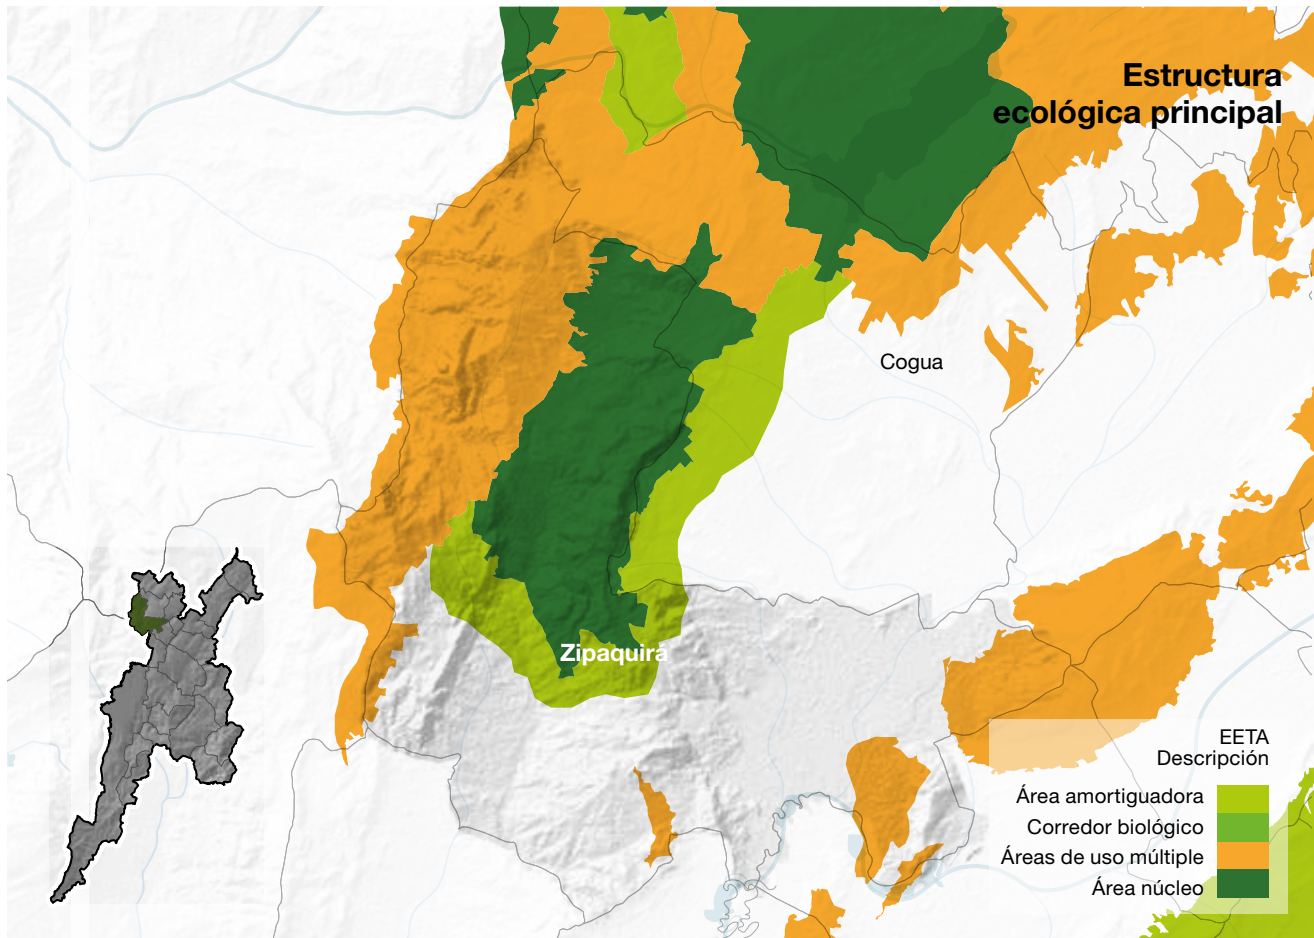 Estructura
ecológica principal
Cogua
Zipaquirá
EETA
Descripción
Área amortiguadora
Corredor biológico
Áreas de uso múltiple
Área núcleo